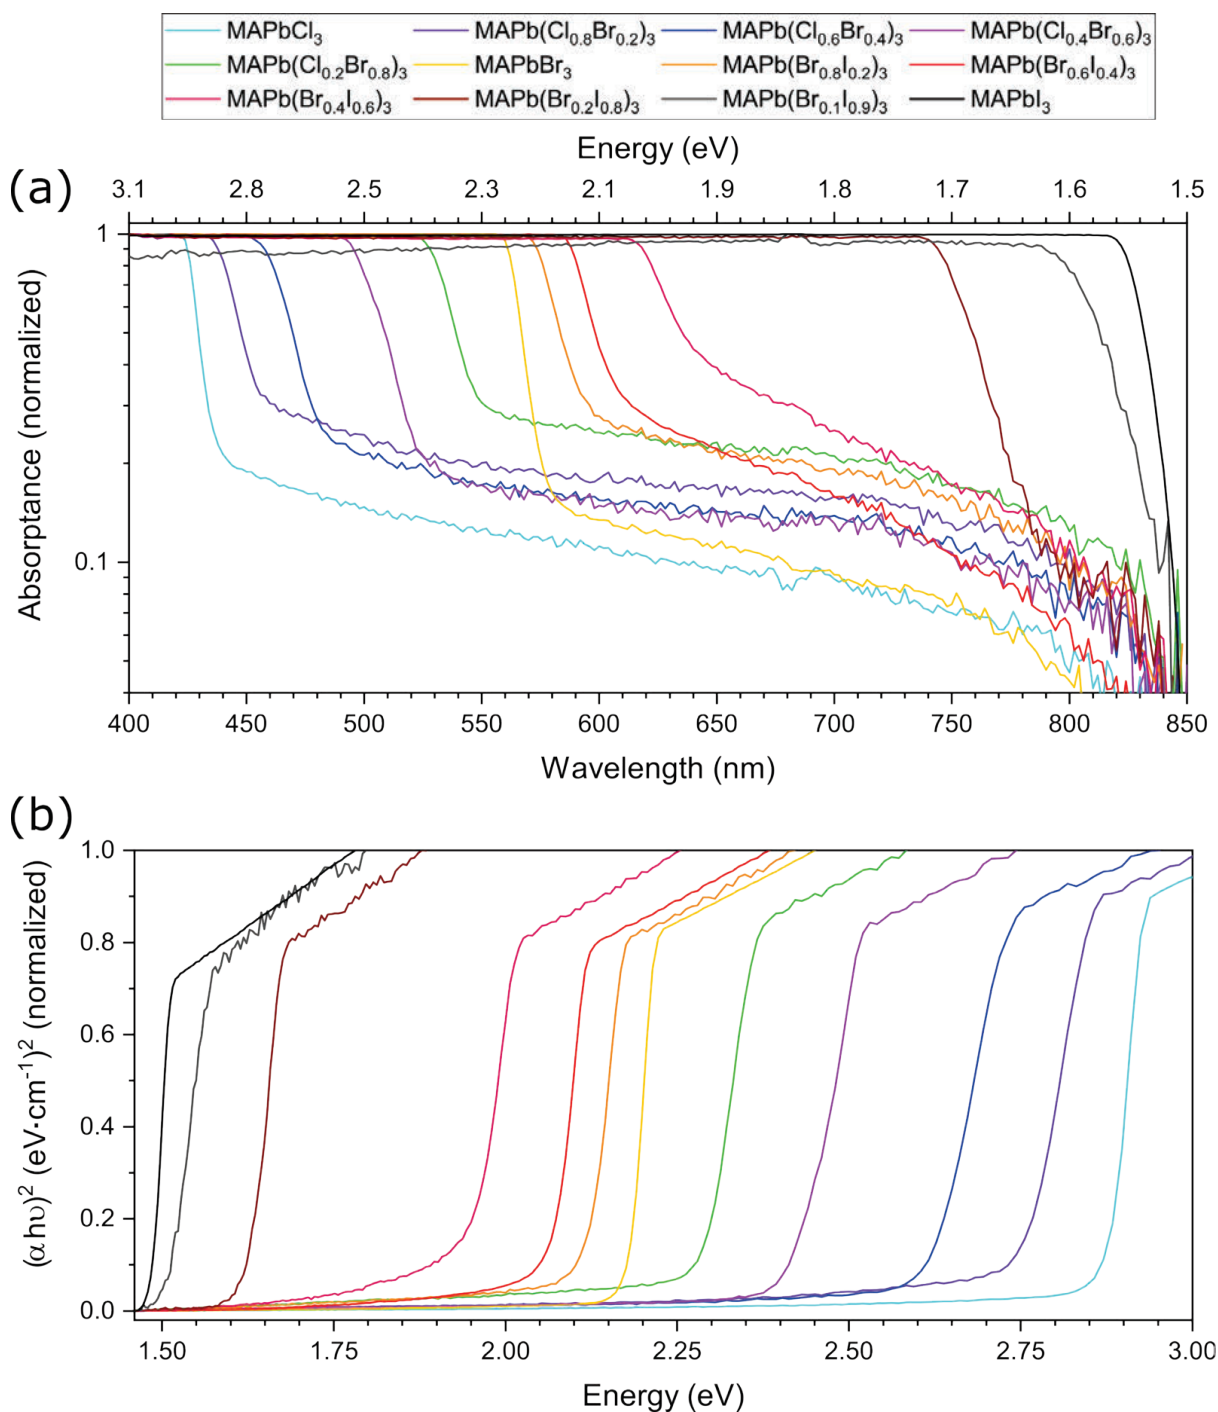 MAPbCl₃ MAPb(Cl₀.₈Br₀.₂)₃ MAPb(Cl₀.₆Br₀.₄)₃ MAPb(Cl₀.₄Br₀.₆)₃
MAPb(Cl₀.₂Br₀.₈)₃ MAPbBr₃ MAPb(Br₀.₈I₀.₂)₃ MAPb(Br₀.₆I₀.₄)₃
MAPb(Br₀.₄I₀.₆)₃ MAPb(Br₀.₂I₀.₈)₃ MAPb(Br₀.₁I₀.₉)₃ MAPbI₃
Energy (eV)
(a)
3.1 2.8 2.5 2.3 2.1 1.9 1.8 1.7 1.6 1.5
1
0.1
Absorptance (normalized)
400 450 500 550 600 650 700 750 800 850
Wavelength (nm)
(b)
1.0
0.8
0.6
0.4
0.2
0.0
(αhυ)² (eV·cm⁻¹)² (normalized)
1.50 1.75 2.00 2.25 2.50 2.75 3.00
Energy (eV)